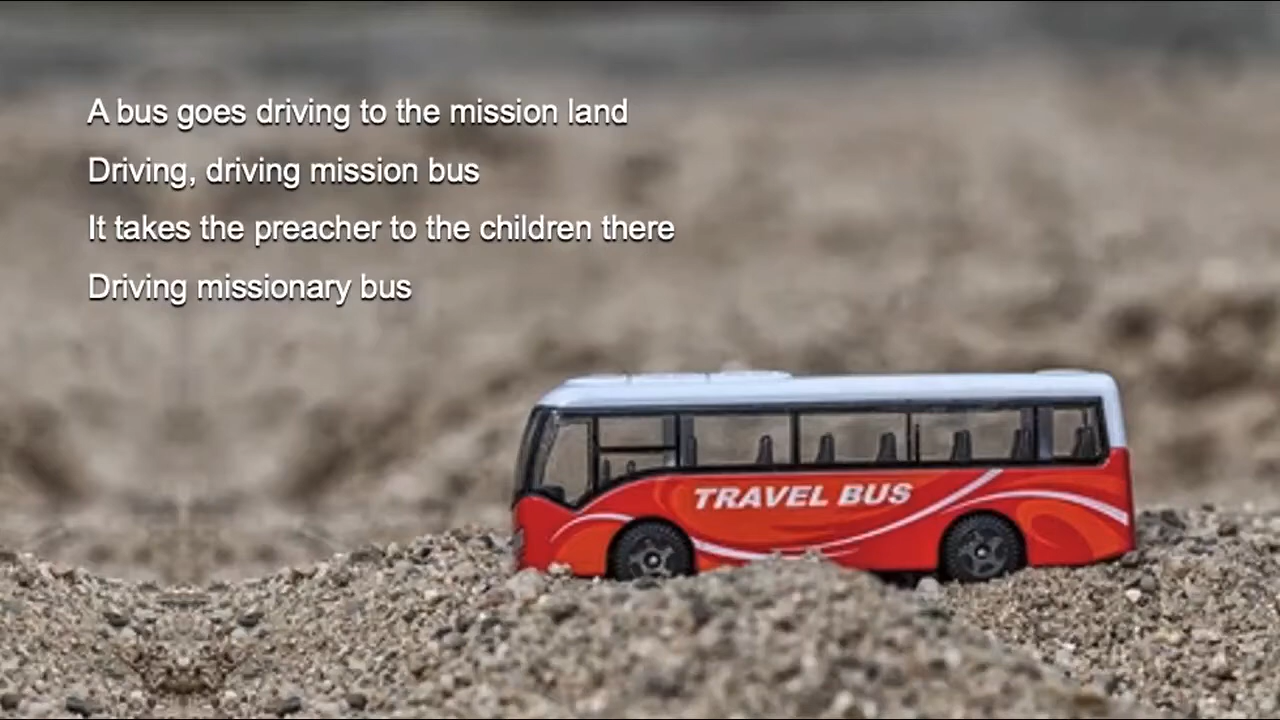 A bus goes driving to the mission land
Driving, driving mission bus
It takes the preacher to the children there
Driving missionary bus
TRAVEL BUS